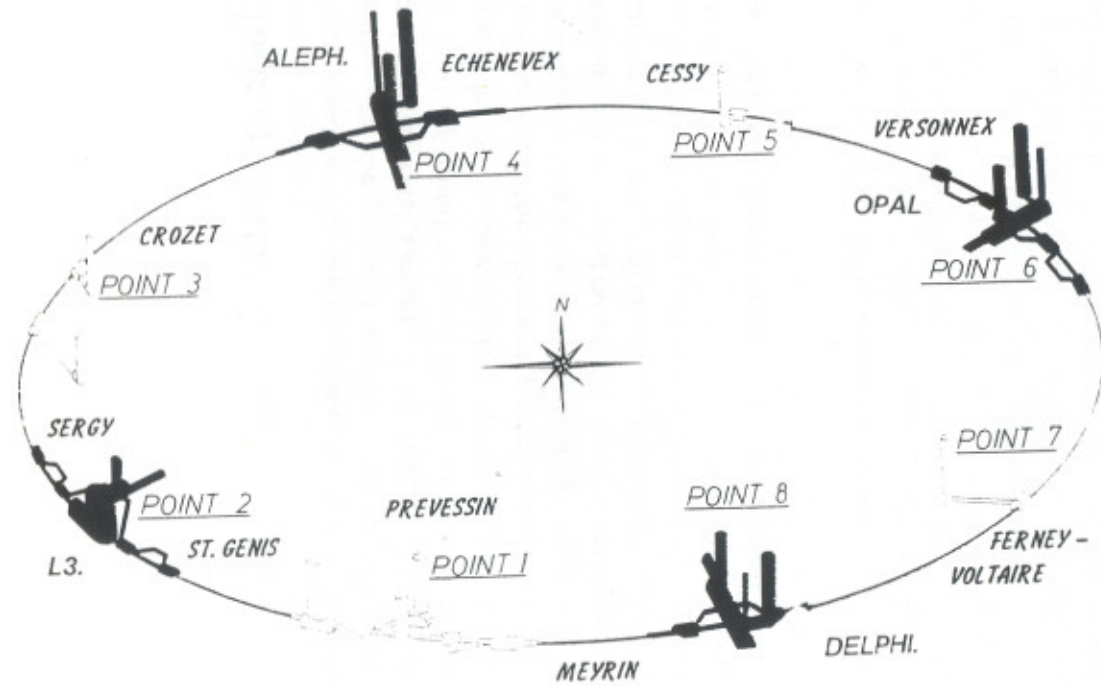 ALEPH.
ECHENEVEX
CESSY
POINT 4
POINT 5
VERSONNEX
OPAL
POINT 6
CROZET
POINT 3
N
SERGY
POINT 2
L3.
ST. GENIS
PREVESSIN
POINT 1
POINT 8
POINT 7
FERNEY-
VOLTAIRE
MEYRIN
DELPHI.